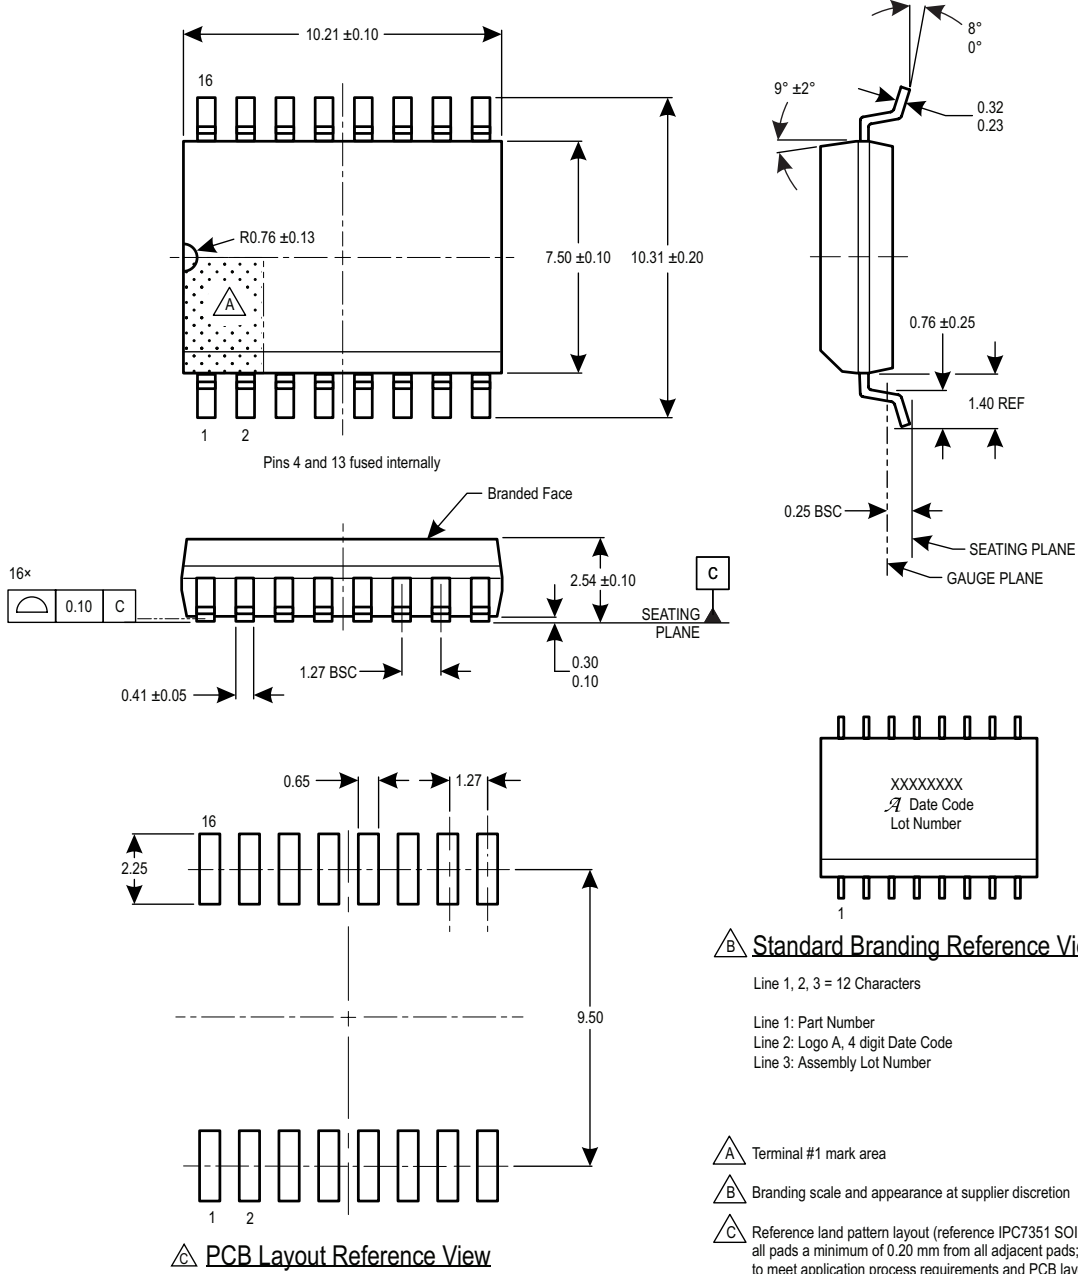 10.21 ±0.10
16
R0.76 ±0.13
A
7.50 ±0.10
10.31 ±0.20
1
2
Pins 4 and 13 fused internally
8°
0°
9° ±2°
0.32
0.23
0.76 ±0.25
1.40 REF
0.25 BSC
SEATING PLANE
GAUGE PLANE
Branded Face
16×
0.10
C
2.54 ±0.10
C
SEATING
PLANE
0.30
0.10
1.27 BSC
0.41 ±0.05
0.65
1.27
16
2.25
9.50
1
2
C PCB Layout Reference View
XXXXXXXX
A Date Code
Lot Number
1
B Standard Branding Reference
Line 1, 2, 3 = 12 Characters
Line 1: Part Number
Line 2: Logo A, 4 digit Date Code
Line 3: Assembly Lot Number
A Terminal #1 mark area
B Branding scale and appearance at supplier discretion
C Reference land pattern layout (reference IPC7351
all pads a minimum of 0.20 mm from all adjacent pads;
to meet application process requirements and PCB